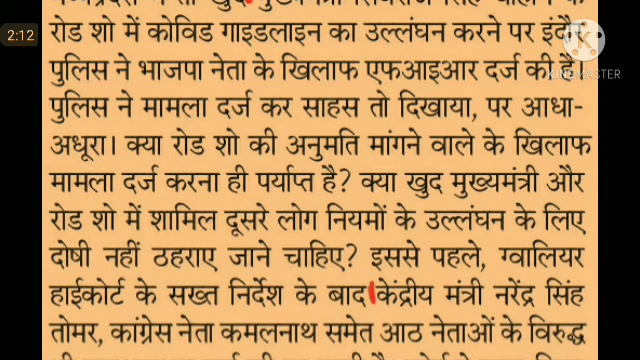 2:12
रोड शो में कोविड गाइडलाइन का उल्लंघन करने पर इंदौर
पुलिस ने भाजपा नेता के खिलाफ एफआइआर दर्ज की है।
KINEMASTER
पुलिस ने मामला दर्ज कर साहस तो दिखाया, पर आधा-
अधूरा। क्या रोड शो की अनुमति मांगने वाले के खिलाफ
मामला दर्ज करना ही पर्याप्त है? क्या खुद मुख्यमंत्री और
रोड शो में शामिल दूसरे लोग नियमों के उल्लंघन के लिए
दोषी नहीं ठहराए जाने चाहिए? इससे पहले, ग्वालियर
हाईकोर्ट के सख्त निर्देश के बाद केंद्रीय मंत्री नरेंद्र सिंह
तोमर, कांग्रेस नेता कमलनाथ समेत आठ नेताओं के विरुद्ध